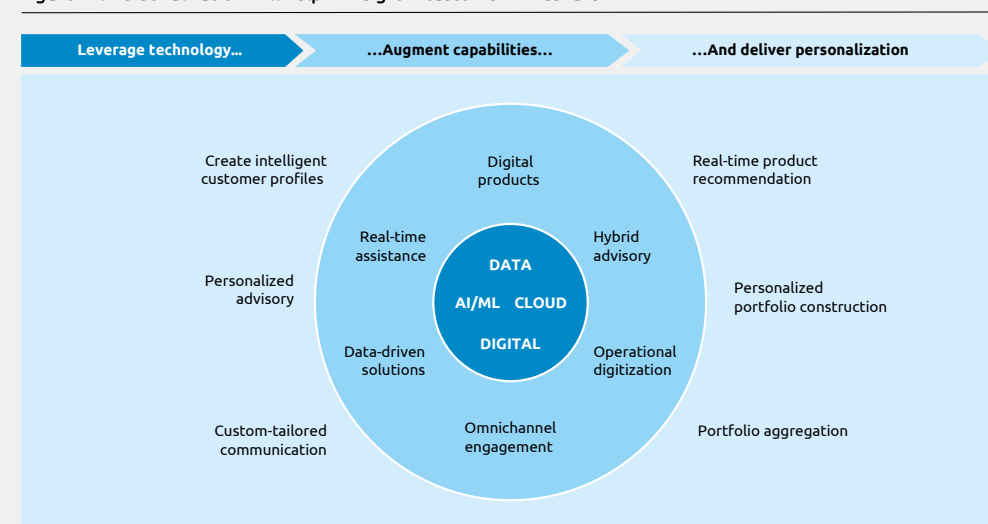 Leverage technology...
...Augment capabilities...
...And deliver personalization
Create intelligent
customer profiles
Digital
products
Real-time product
recommendation
Real-time
assistance
Hybrid
advisory
DATA
Personalized
advisory
AI/ML CLOUD
Personalized
portfolio construction
DIGITAL
Data-driven
solutions
Operational
digitization
Custom-tailored
communication
Omnichannel
engagement
Portfolio aggregation